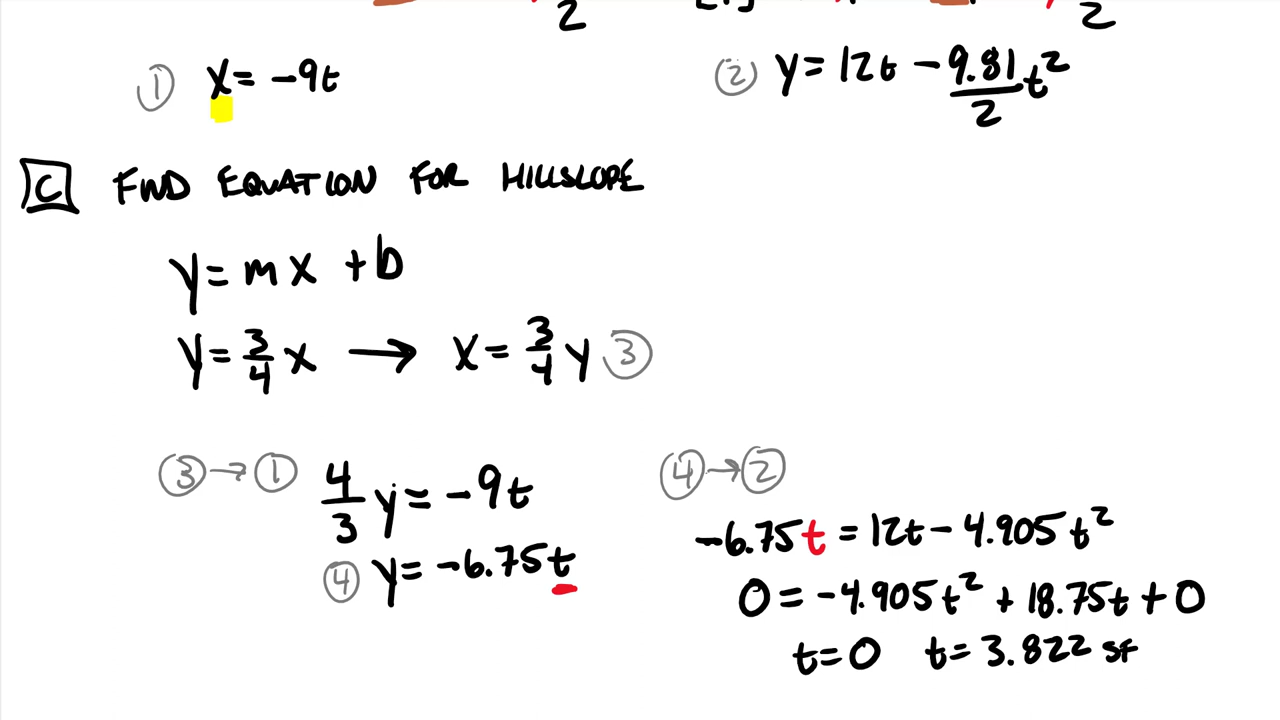 ① x = -9t
② y = 12t - 9.81/2 t²
C FIND EQUATION FOR HILLSLOPE
y = mx + b
y = 3/4 x → x = 3/4 y ③
③ → ① 4/3 y = -9t
④ y = -6.75t
④ → ②
-6.75t = 12t - 4.905t²
0 = -4.905t² + 18.75t + 0
t = 0 t = 3.822 s